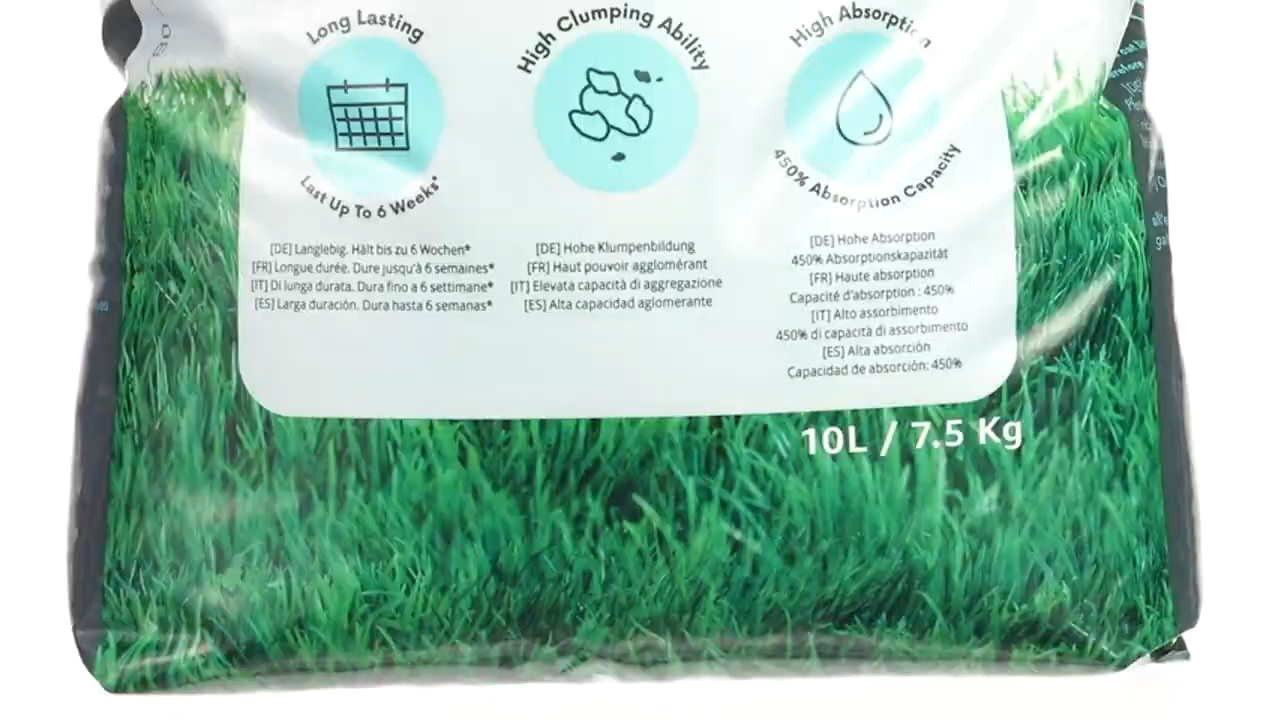 Long Lasting
Last Up To 6 Weeks*
[DE] Langlebig. Hält bis zu 6 Wochen*
[FR] Longue durée. Dure jusqu'à 6 semaines*
[IT] Di lunga durata. Dura fino a 6 settimane*
[ES] Larga duración. Dura hasta 6 semanas*
High Clumping Ability
[DE] Hohe Klumpenbildung
[FR] Haut pouvoir agglomérant
[IT] Elevata capacità di aggregazione
[ES] Alta capacidad aglomerante
High Absorption
450% Absorption Capacity
[DE] Hohe Absorption
450% Absorptionskapazität
[FR] Haute absorption
Capacité d'absorption : 450%
[IT] Alto assorbimento
450% di capacità di assorbimento
[ES] Alta absorción
Capacidad de absorción: 450%
10L / 7.5 Kg